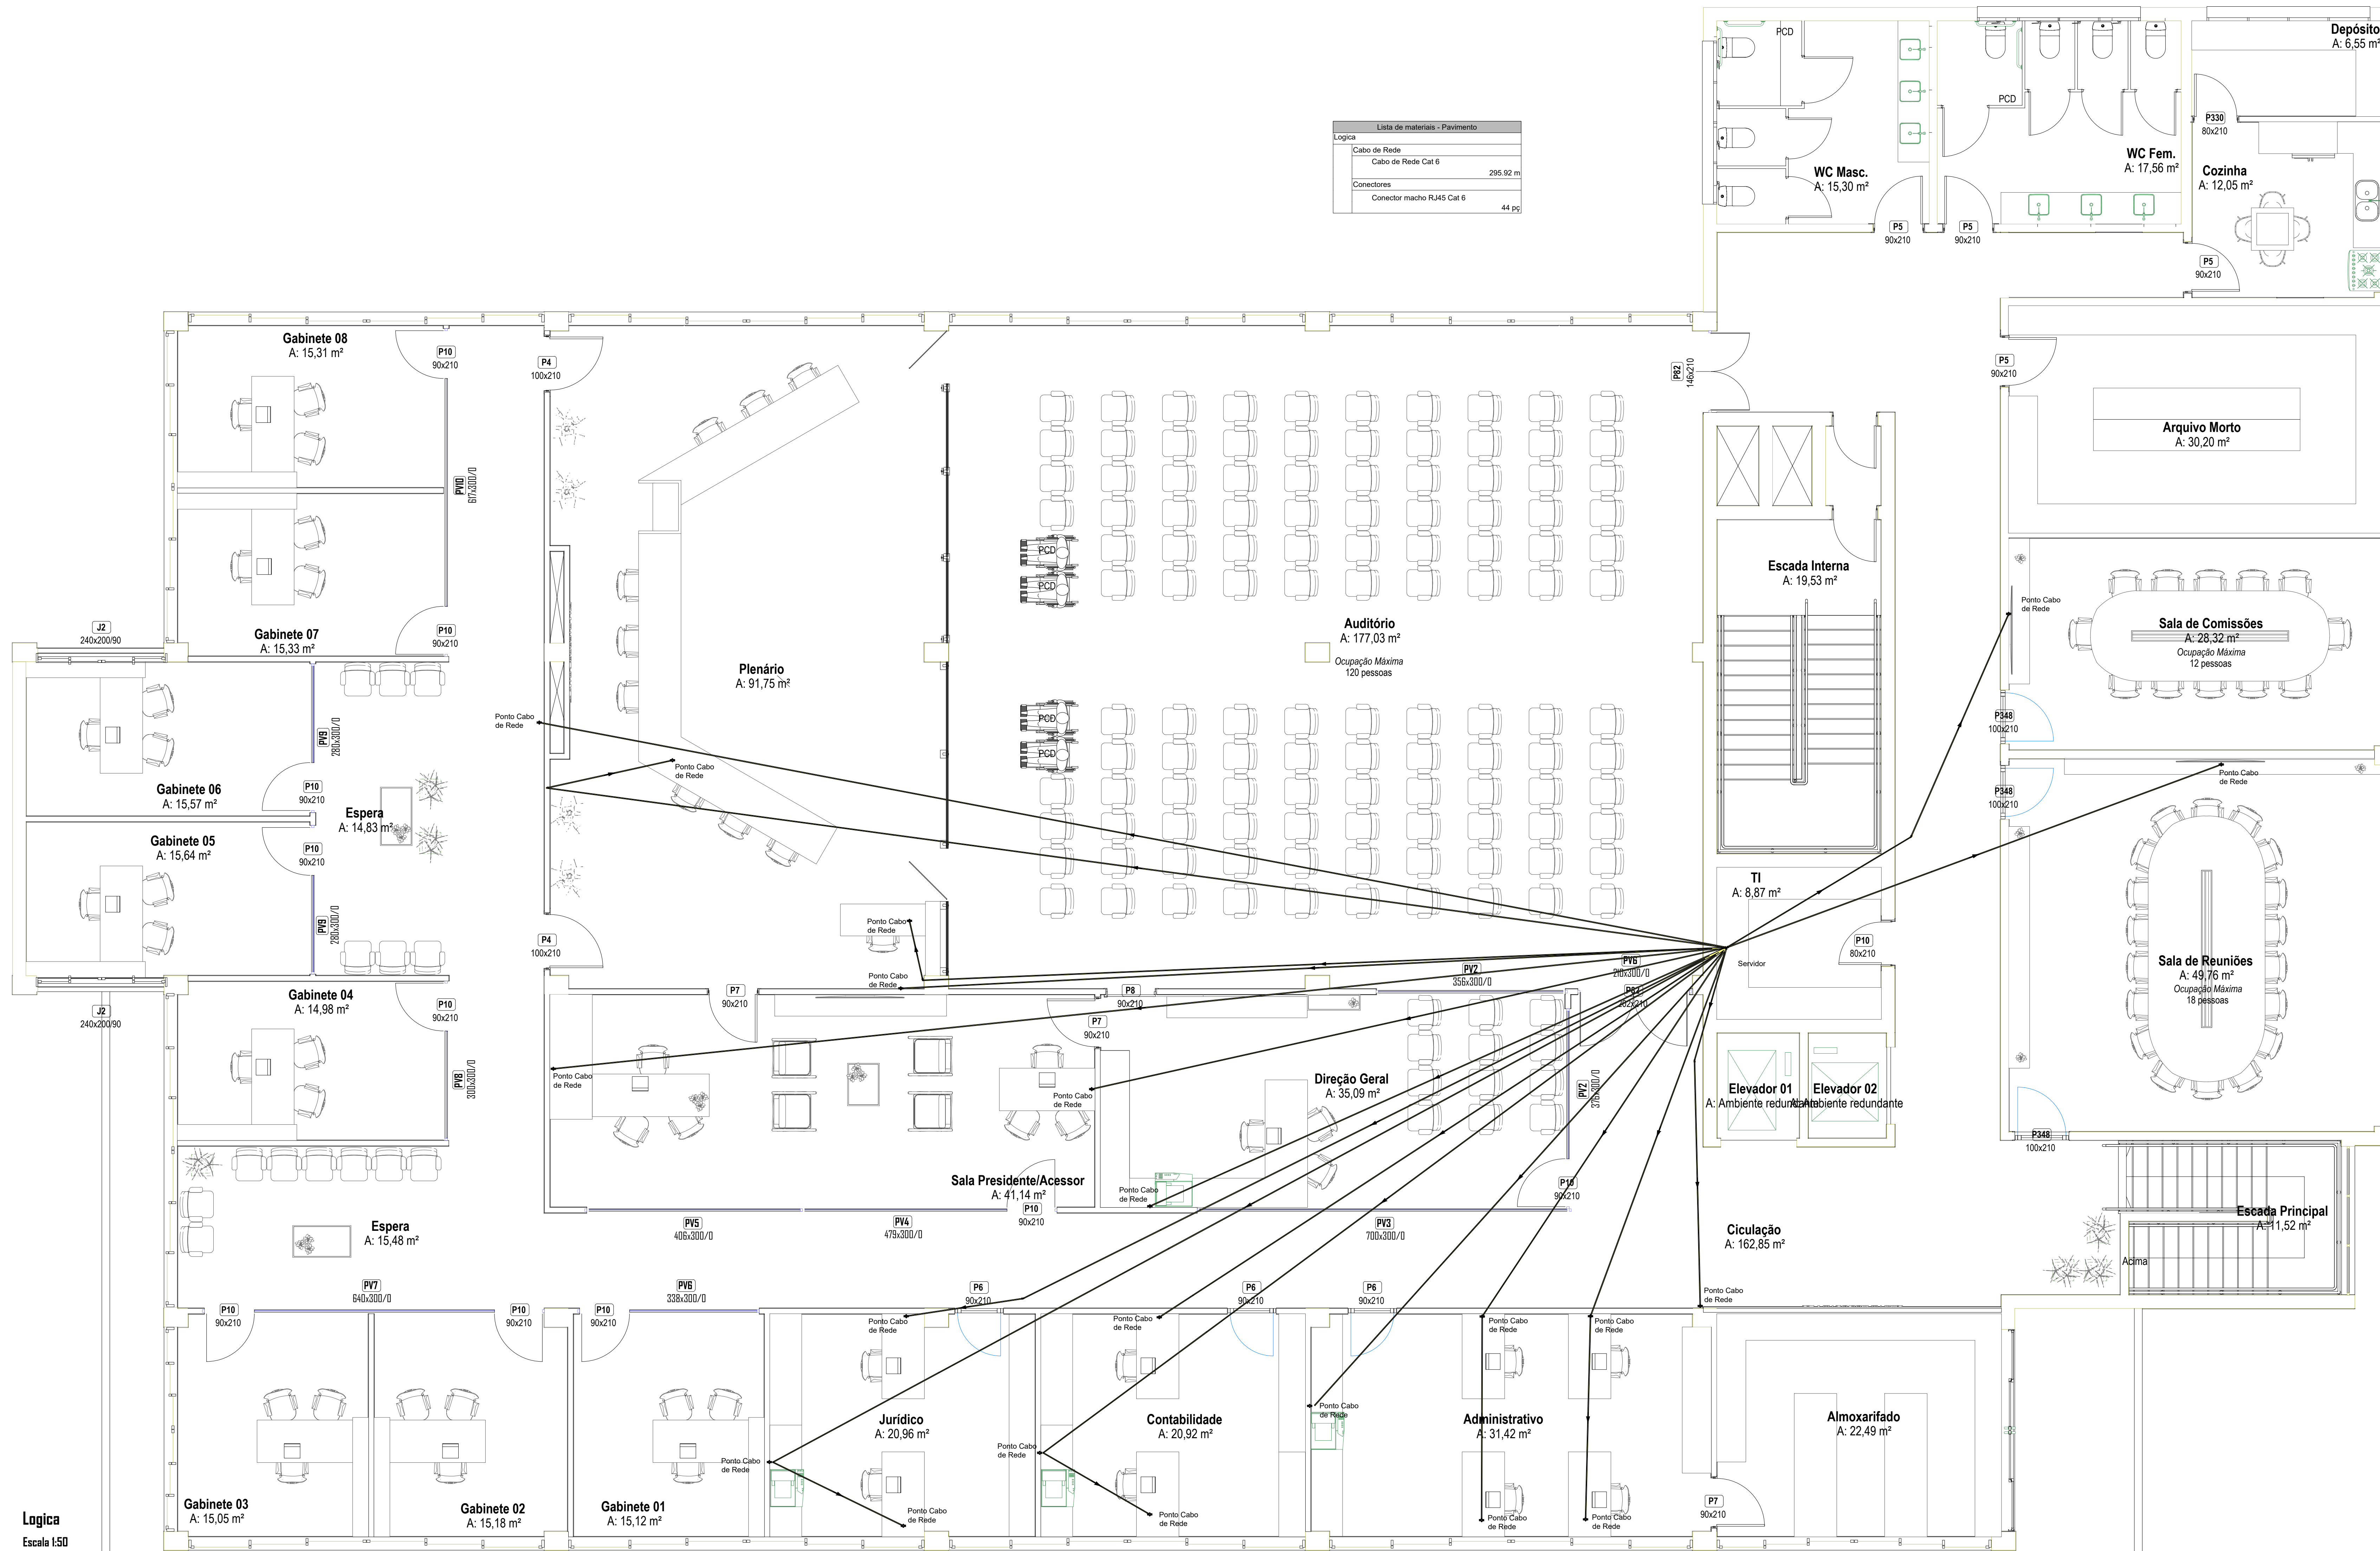 Depósito
A: 6,55 m²
PCD
PCD
P330
80x210
WC Masc.
A: 15,30 m²
WC Fem.
A: 17,56 m²
Cozinha
A: 12,05 m²
P5
90x210
P5
90x210
P5
90x210
Lista de materiais - Pavimento
Logica
Cabo de Rede
Cabo de Rede Cat 6
295.92 m
Conectores
Conector macho RJ45 Cat 6
44 pç
Gabinete 08
A: 15,31 m²
P10
90x210
P4
100x210
P82
146x210
P5
90x210
Arquivo Morto
A: 30,20 m²
PV10
617x300/0
PCD
PCD
Escada Interna
A: 19,53 m²
Ponto Cabo
de Rede
Sala de Comissões
A: 28,32 m²
Ocupação Máxima
12 pessoas
J2
240x200/90
Gabinete 07
A: 15,33 m²
P10
90x210
Auditório
A: 177,03 m²
Ocupação Máxima
120 pessoas
Plenário
A: 91,75 m²
Ponto Cabo
de Rede
PCD
PCD
P348
100x210
PV9
280x300/0
Ponto Cabo
de Rede
Ponto Cabo
de Rede
Gabinete 06
A: 15,57 m²
P10
90x210
Espera
A: 14,83 m²
P348
100x210
Gabinete 05
A: 15,64 m²
P10
90x210
TI
A: 8,87 m²
PV9
280x300/0
Ponto Cabo
de Rede
P4
100x210
P10
80x210
Servidor
Sala de Reuniões
A: 49,76 m²
Ocupação Máxima
18 pessoas
Gabinete 04
A: 14,98 m²
P10
90x210
J2
240x200/90
Ponto Cabo
de Rede
P7
90x210
P8
90x210
PV2
356x300/0
PV6
210x300/0
P7
90x210
PV8
300x300/0
Ponto Cabo
de Rede
Ponto Cabo
de Rede
Direção Geral
A: 35,09 m²
PV2
376x300/0
Elevador 01
A: Ambiente redundante
Elevador 02
A: Ambiente redundante
P348
100x210
Sala Presidente/Acessor
A: 41,14 m²
Ponto Cabo
de Rede
P10
90x210
P10
90x210
Espera
A: 15,48 m²
PV5
406x300/0
PV4
479x300/0
PV3
700x300/0
Ciculação
A: 162,85 m²
Escada Principal
A: 11,52 m²
Acima
PV7
640x300/0
PV6
338x300/0
P10
90x210
P10
90x210
P10
90x210
P6
90x210
P6
90x210
P6
90x210
Ponto Cabo
de Rede
Ponto Cabo
de Rede
Ponto Cabo
de Rede
Ponto Cabo
de Rede
Ponto Cabo
de Rede
Ponto Cabo
de Rede
Jurídico
A: 20,96 m²
Contabilidade
A: 20,92 m²
Administrativo
A: 31,42 m²
Almoxarifado
A: 22,49 m²
Ponto Cabo
de Rede
Ponto Cabo
de Rede
Gabinete 03
A: 15,05 m²
Gabinete 02
A: 15,18 m²
Gabinete 01
A: 15,12 m²
Ponto Cabo
de Rede
Ponto Cabo
de Rede
Ponto Cabo
de Rede
Ponto Cabo
de Rede
P7
90x210
Logica
Escala 1:50